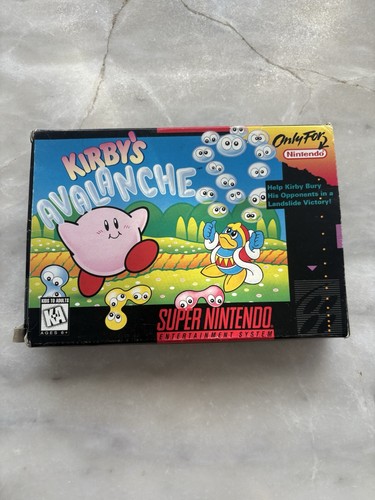 KIRBY'S
AVALANCHE
Only For
Nintendo
Help Kirby Bury
His Opponents in a
Landslide Victory!
KIDS TO ADULTS
K-A
AGES 6+
SUPER NINTENDO
ENTERTAINMENT SYSTEM